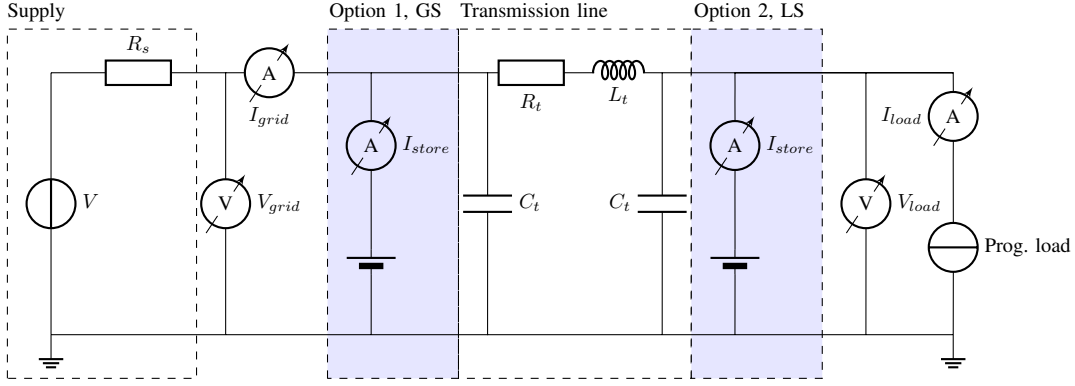 Supply
Option 1, GS
Transmission line
Option 2, LS
R_s
A
I_grid
R_t
L_t
A
I_store
A
I_store
I_load
A
V
V
V_grid
C_t
C_t
V
V_load
Prog. load